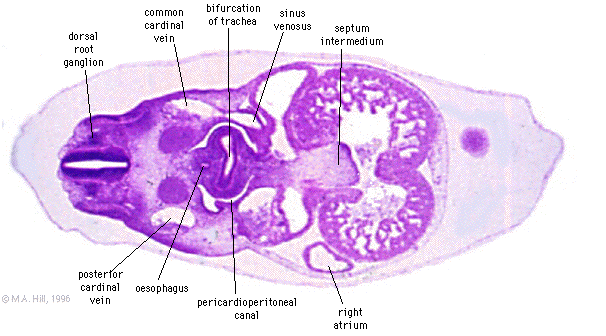 common
cardinal
vein
bifurcation
of trachea
sinus
venosus
septum
intermedium
dorsal
root
ganglion
posterior
cardinal
vein
oesophagus
pericardioperitoneal
canal
right
atrium
© M.A. Hill, 1996